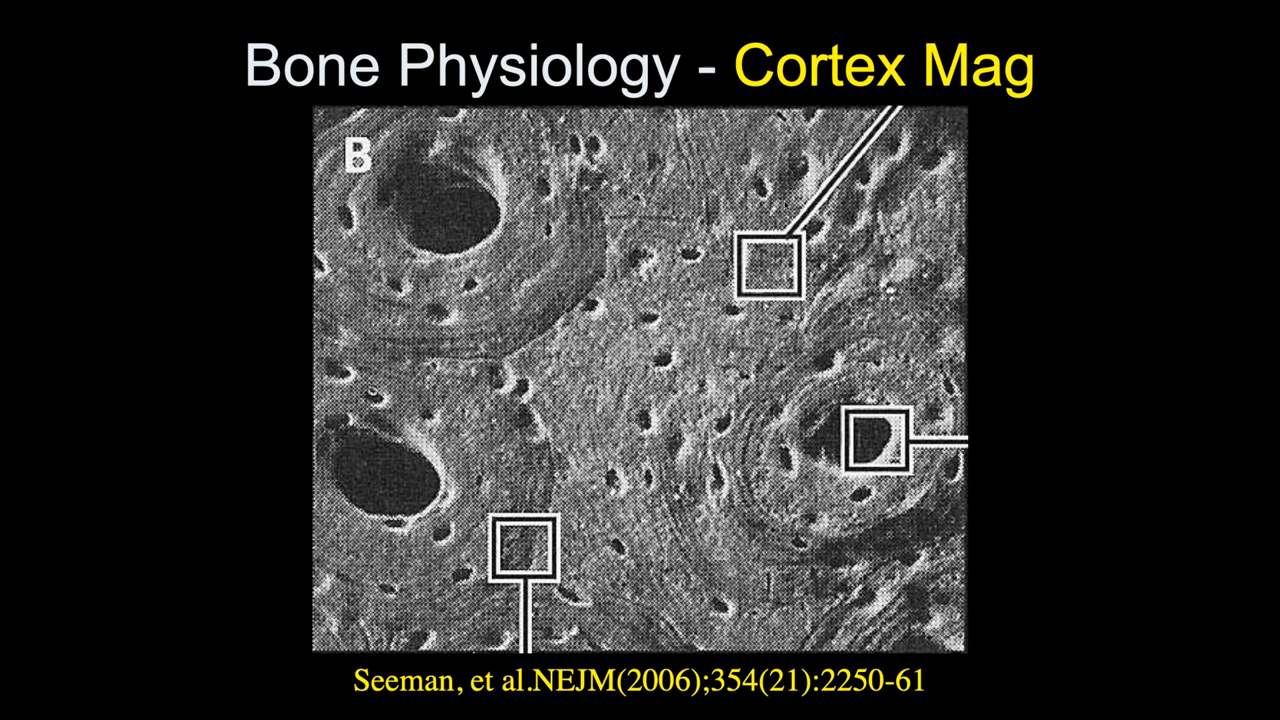 Bone Physiology - Cortex Mag
B
Seeman, et al.NEJM(2006);354(21):2250-61